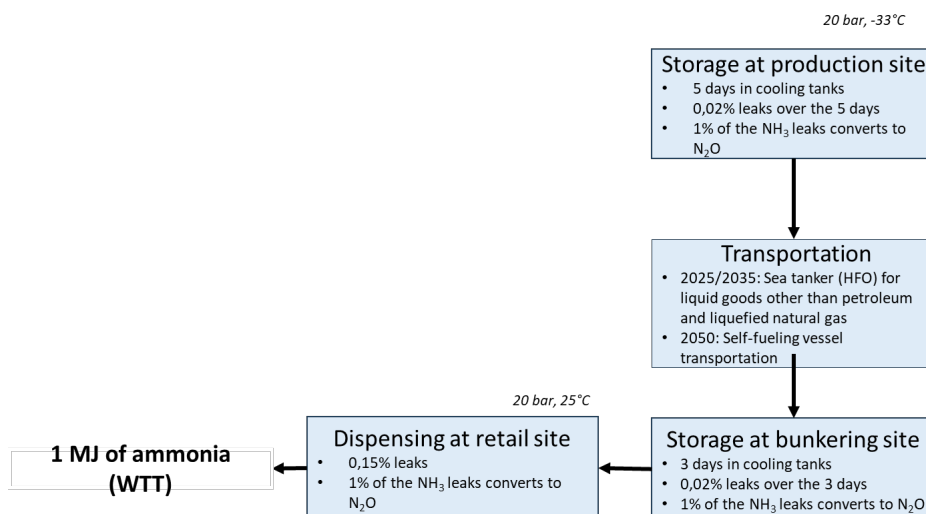 20 bar, -33°C
Storage at production site
• 5 days in cooling tanks
• 0,02% leaks over the 5 days
• 1% of the NH₃ leaks converts to
N₂O
Transportation
• 2025/2035: Sea tanker (HFO) for
liquid goods other than petroleum
and liquefied natural gas
• 2050: Self-fueling vessel
transportation
20 bar, 25°C
Storage at bunkering site
• 3 days in cooling tanks
• 0,02% leaks over the 3 days
• 1% of the NH₃ leaks converts to N₂O
Dispensing at retail site
• 0,15% leaks
• 1% of the NH₃ leaks converts to
N₂O
1 MJ of ammonia
(WTT)